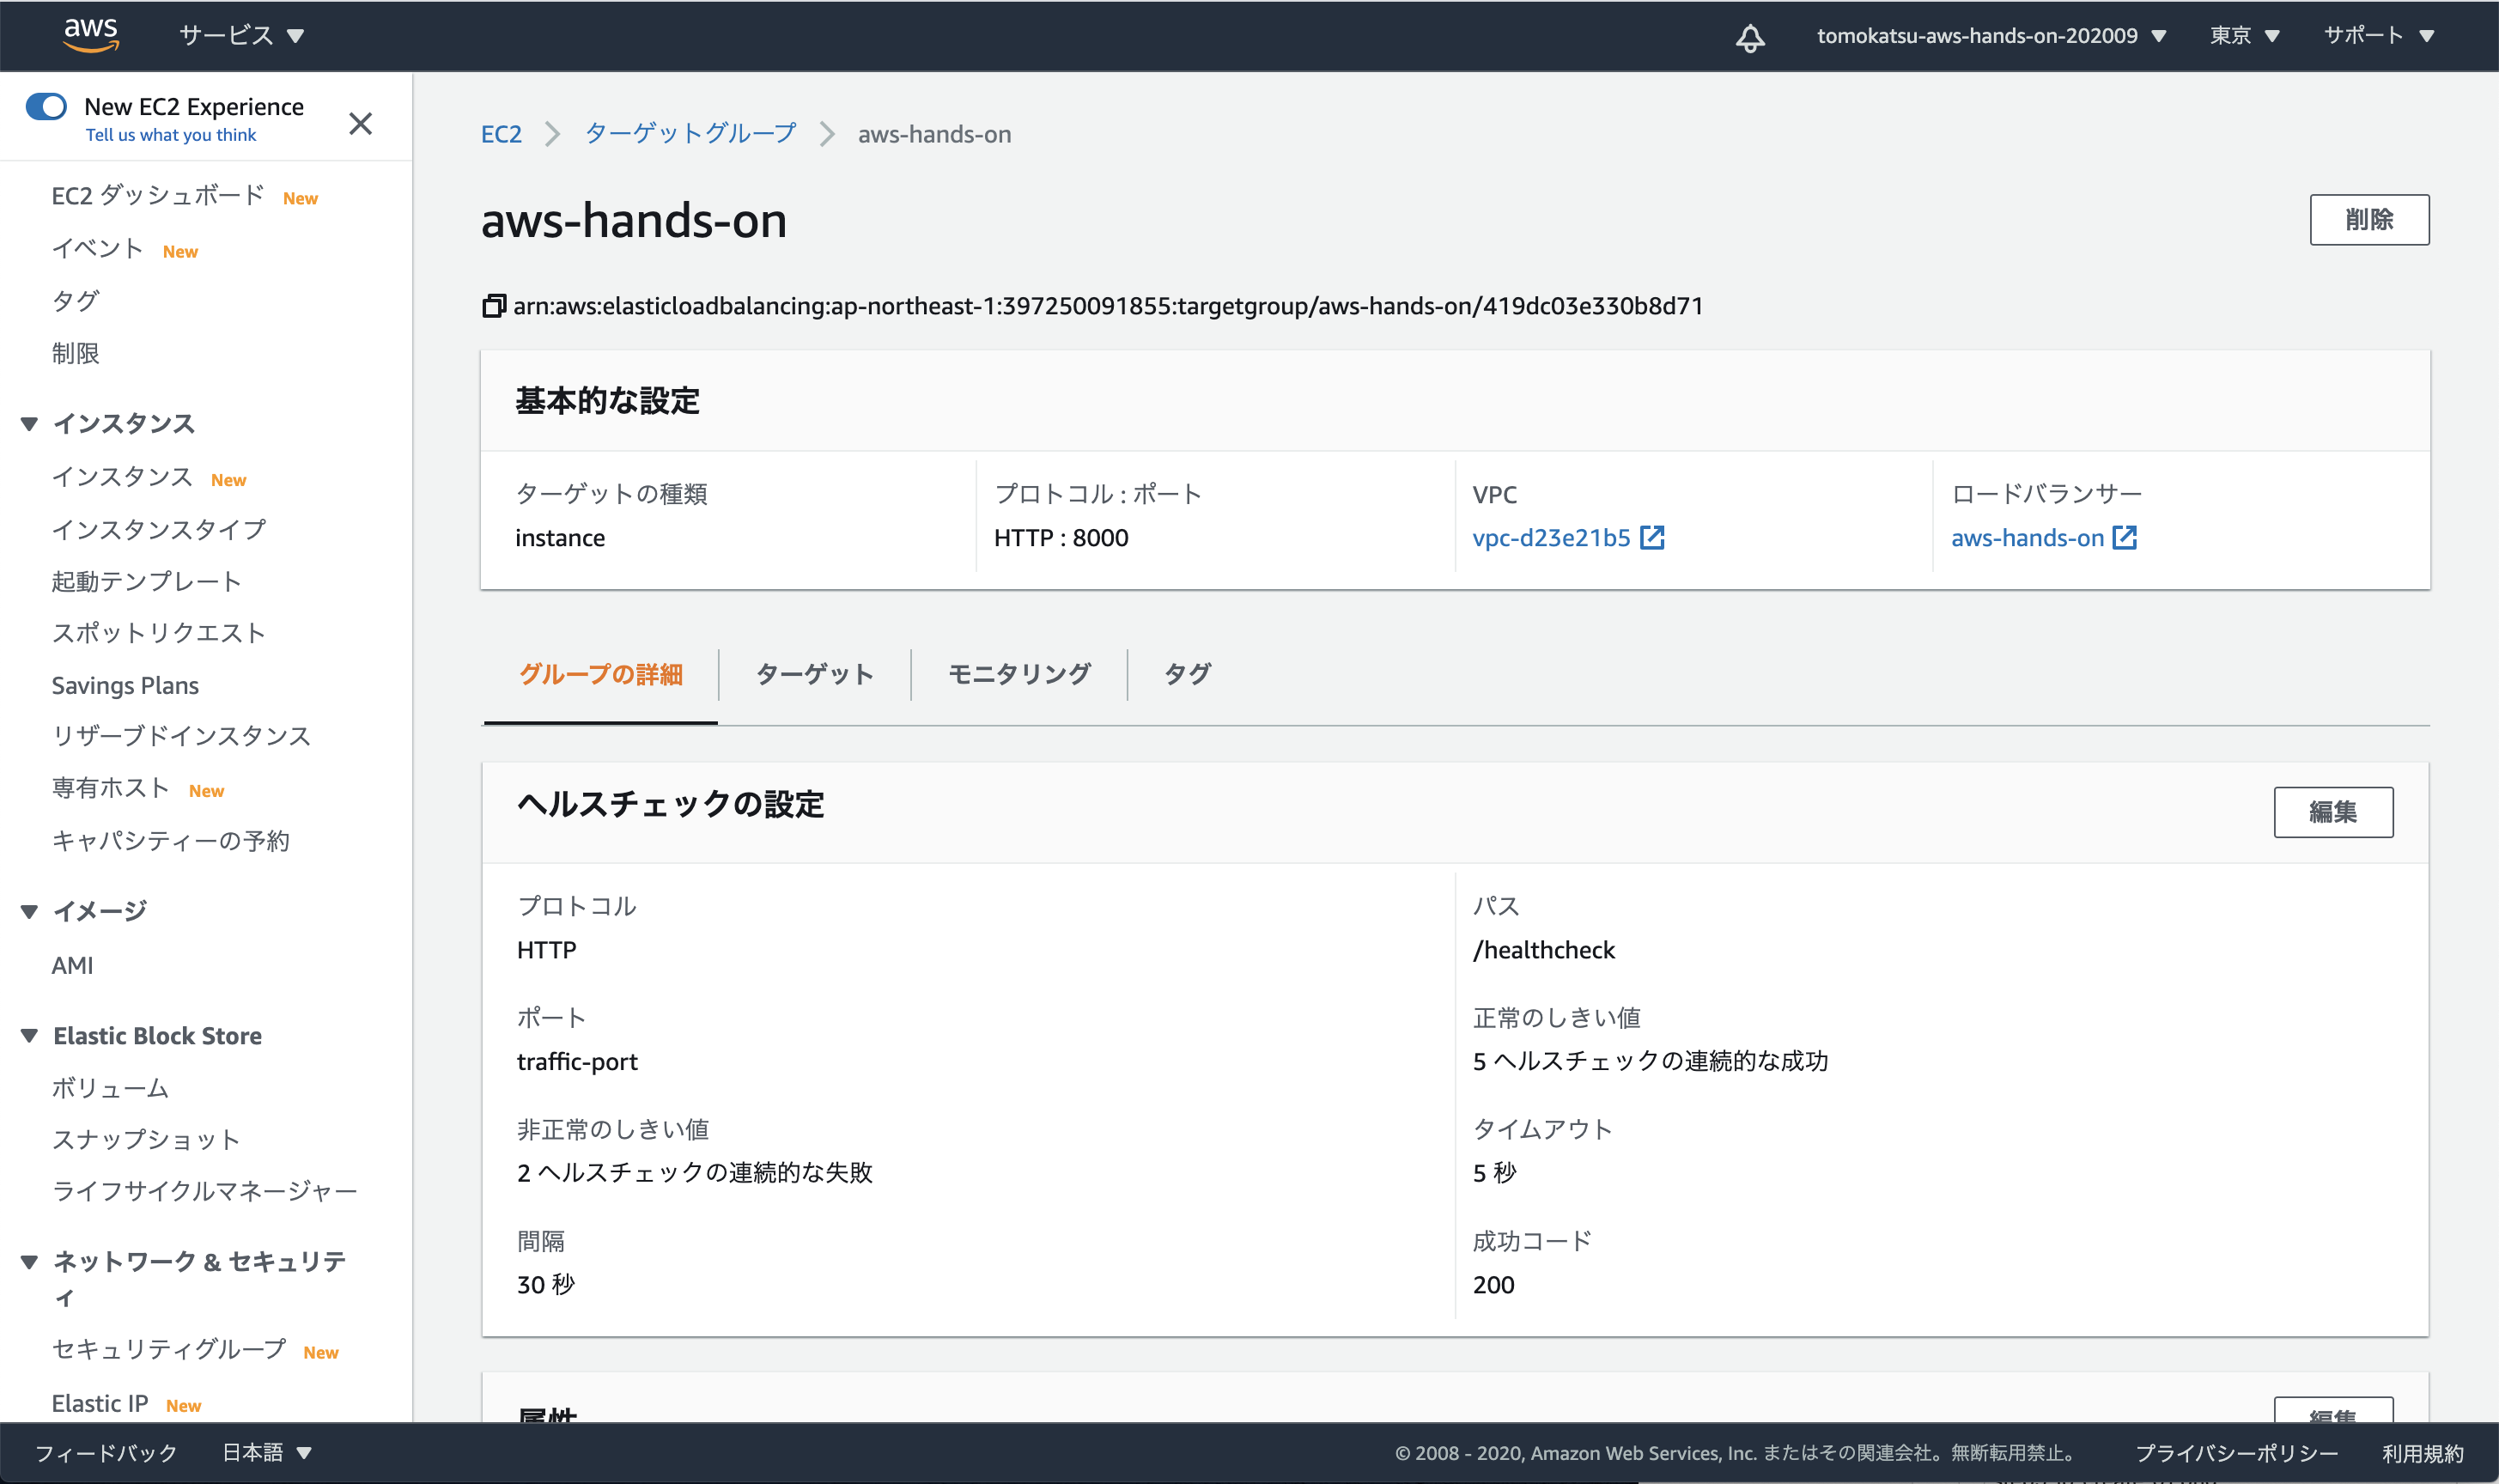 aws サービス ▼ tomokatsu-aws-hands-on-202009 ▼ 東京 ▼ サポート ▼
New EC2 Experience
Tell us what you think
EC2 ダッシュボード New
イベント New
タグ
制限
▼ インスタンス
インスタンス New
インスタンスタイプ
起動テンプレート
スポットリクエスト
Savings Plans
リザーブドインスタンス
専有ホスト New
キャパシティーの予約
▼ イメージ
AMI
▼ Elastic Block Store
ボリューム
スナップショット
ライフサイクルマネージャー
▼ ネットワーク & セキュリテ
ィ
セキュリティグループ New
Elastic IP New
EC2 > ターゲットグループ > aws-hands-on
aws-hands-on
削除
arn:aws:elasticloadbalancing:ap-northeast-1:397250091855:targetgroup/aws-hands-on/419dc03e330b8d71
基本的な設定
ターゲットの種類
instance
プロトコル : ポート
HTTP : 8000
VPC
vpc-d23e21b5
ロードバランサー
aws-hands-on
グループの詳細 ターゲット モニタリング タグ
ヘルスチェックの設定
編集
プロトコル
HTTP
パス
/healthcheck
ポート
traffic-port
正常のしきい値
5 ヘルスチェックの連続的な成功
非正常のしきい値
2 ヘルスチェックの連続的な失敗
タイムアウト
5 秒
間隔
30 秒
成功コード
200
属性
編集
フィードバック 日本語 ▼ © 2008 - 2020, Amazon Web Services, Inc. またはその関連会社。無断転用禁止。 プライバシーポリシー 利用規約